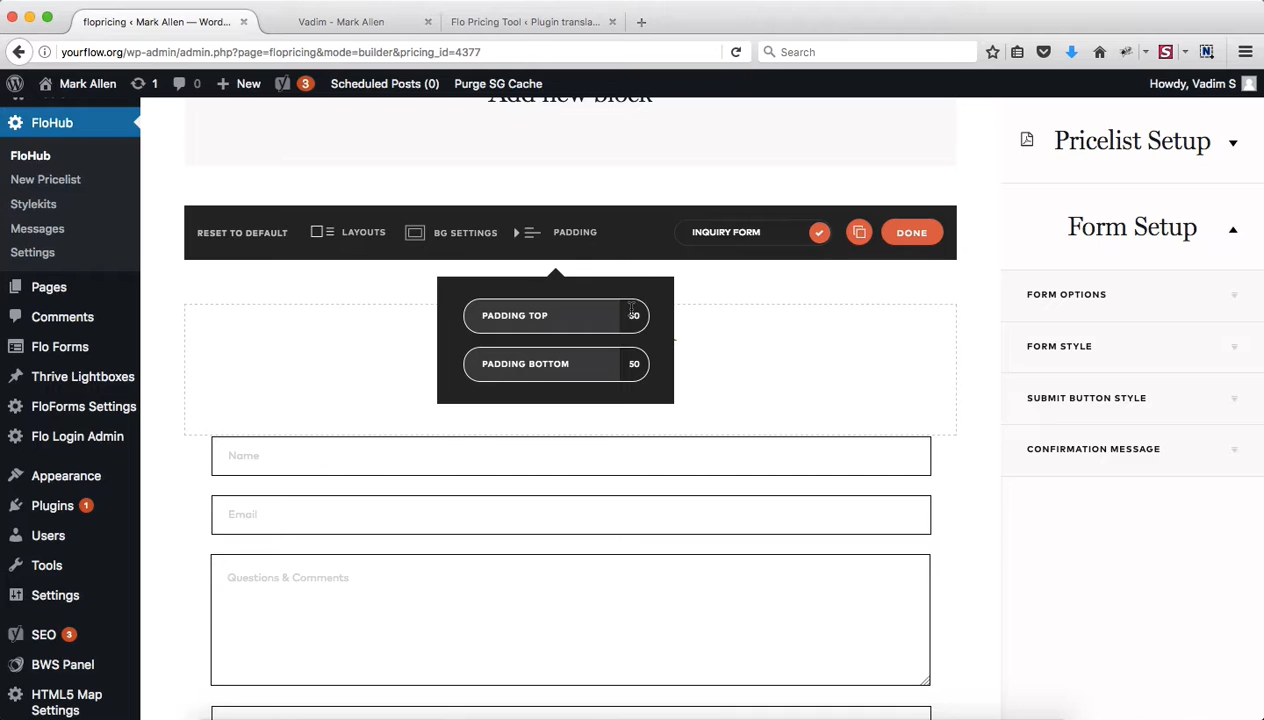 flopricing ‹ Mark Allen — Word...
Vadim - Mark Allen
Flo Pricing Tool ‹ Plugin transla...
yourflow.org/wp-admin/admin.php?page=flopricing&mode=builder&pricing_id=4377
Search
Mark Allen
1
0
New
3
Scheduled Posts (0)
Purge SG Cache
Howdy, Vadim S
FloHub
FloHub
New Pricelist
Stylekits
Messages
Settings
Pages
Comments
Flo Forms
Thrive Lightboxes
FloForms Settings
Flo Login Admin
Appearance
Plugins 1
Users
Tools
Settings
SEO 3
BWS Panel
HTML5 Map
Settings
Add new block
RESET TO DEFAULT
LAYOUTS
BG SETTINGS
PADDING
INQUIRY FORM
DONE
PADDING TOP
PADDING BOTTOM 50
Name
Email
Questions & Comments
Pricelist Setup
Form Setup
FORM OPTIONS
FORM STYLE
SUBMIT BUTTON STYLE
CONFIRMATION MESSAGE